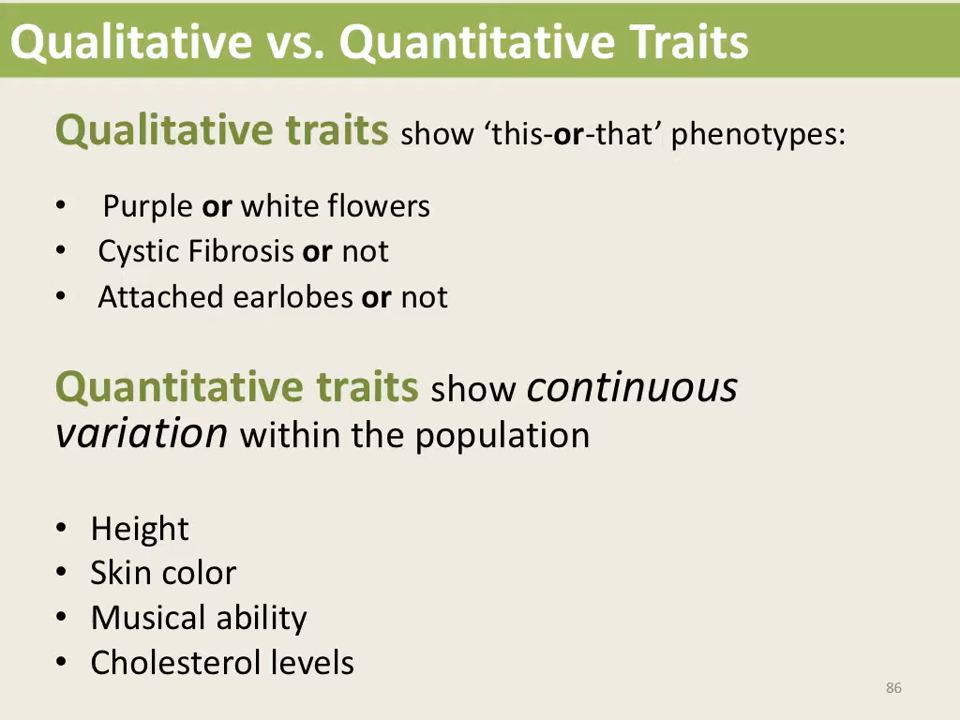 Qualitative vs. Quantitative Traits
Qualitative traits show ‘this-or-that’ phenotypes:
• Purple or white flowers
• Cystic Fibrosis or not
• Attached earlobes or not
Quantitative traits show continuous
variation within the population
• Height
• Skin color
• Musical ability
• Cholesterol levels
86